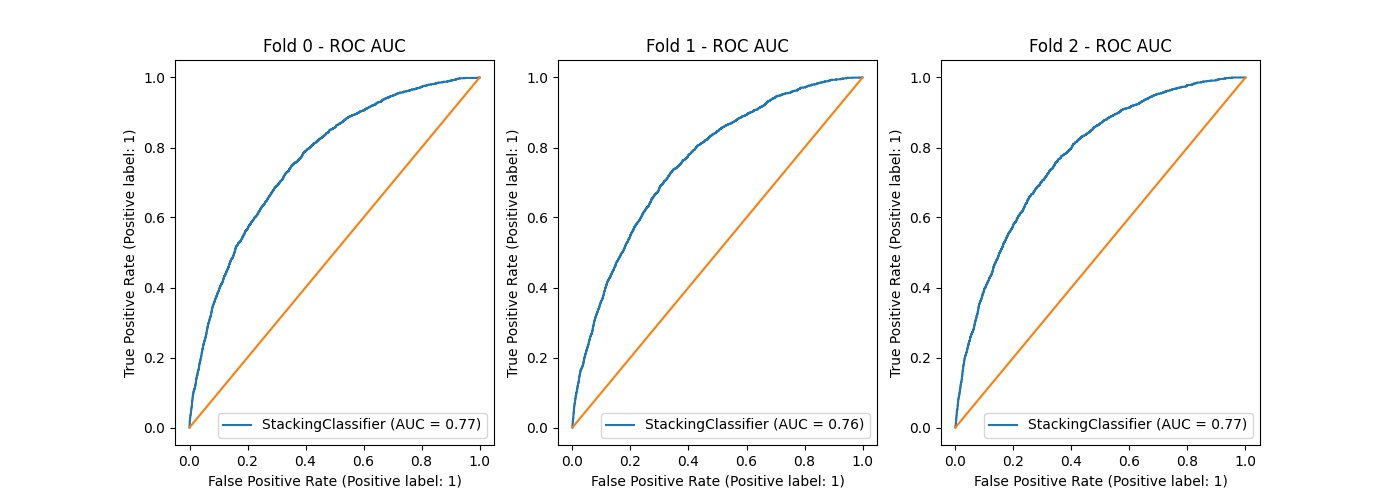 Fold 0 - ROC AUC
1.0
0.8
0.6
0.4
0.2
0.0
True Positive Rate (Positive label: 1)
StackingClassifier (AUC = 0.77)
0.0 0.2 0.4 0.6 0.8 1.0
False Positive Rate (Positive label: 1)
Fold 1 - ROC AUC
1.0
0.8
0.6
0.4
0.2
0.0
True Positive Rate (Positive label: 1)
StackingClassifier (AUC = 0.76)
0.0 0.2 0.4 0.6 0.8 1.0
False Positive Rate (Positive label: 1)
Fold 2 - ROC AUC
1.0
0.8
0.6
0.4
0.2
0.0
True Positive Rate (Positive label: 1)
StackingClassifier (AUC = 0.77)
0.0 0.2 0.4 0.6 0.8 1.0
False Positive Rate (Positive label: 1)